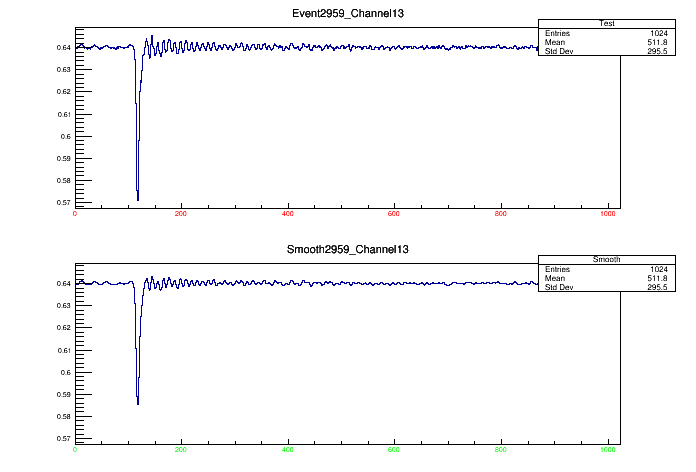 Event2959_Channel13
Test
Entries 1024
Mean 511.8
Std Dev 295.5
0.64
0.63
0.62
0.61
0.6
0.59
0.58
0.57
0 200 400 600 800 1000
Smooth2959_Channel13
Smooth
Entries 1024
Mean 511.8
Std Dev 295.5
0.64
0.63
0.62
0.61
0.6
0.59
0.58
0.57
0 200 400 600 800 1000